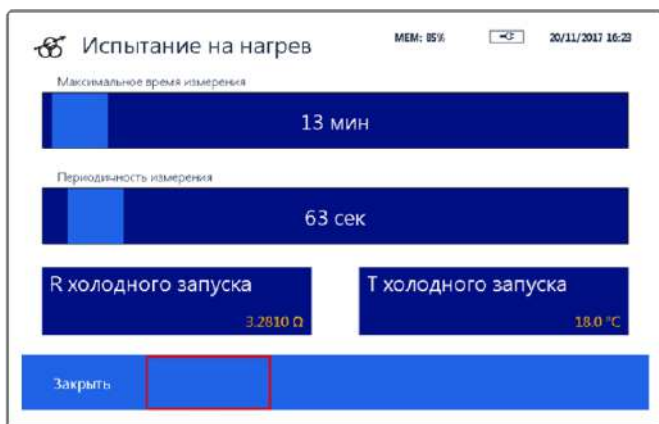 Испытание на нагрев
MEM: 85% 20/11/2017 16:23
Максимальное время измерения
13 мин
Периодичность измерения
63 сек
R холодного запуска T холодного запуска
3.2810 Ω 18.0 °C
Закрыть